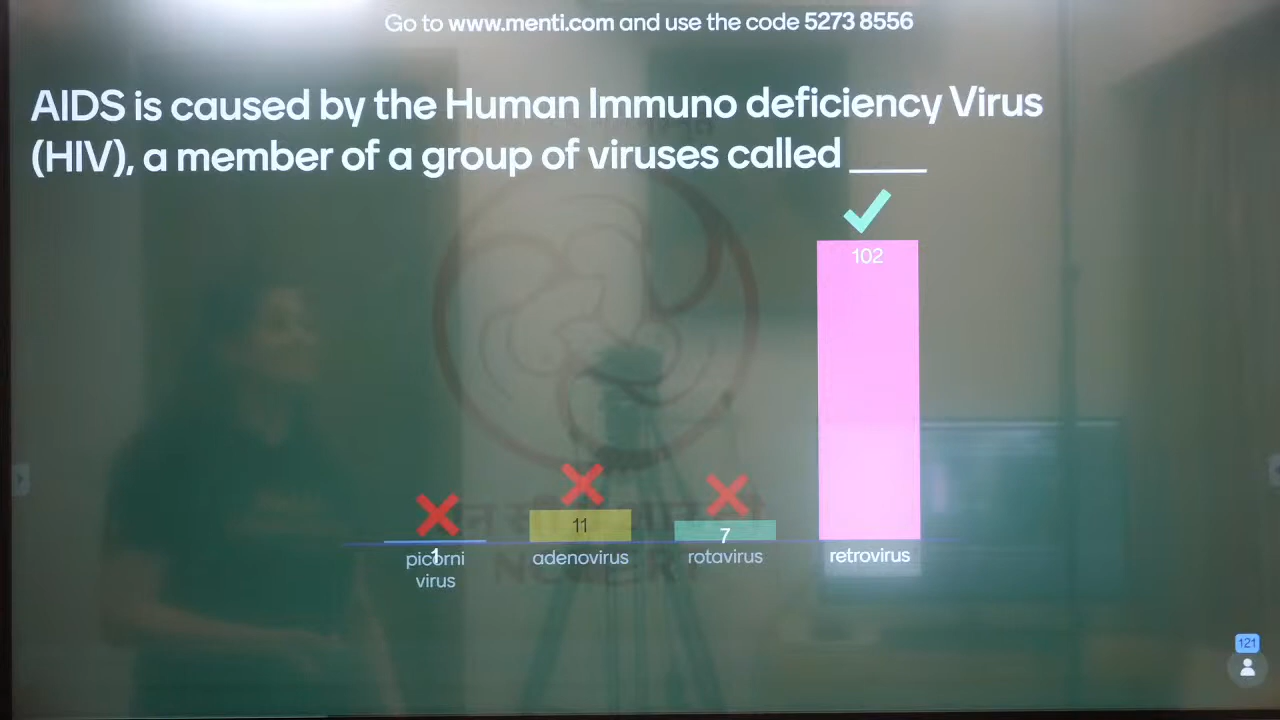 Go to www.menti.com and use the code 5273 8556
AIDS is caused by the Human Immuno deficiency Virus
(HIV), a member of a group of viruses called ____
102
11
7
1
picorni
virus
adenovirus
rotavirus
retrovirus
121